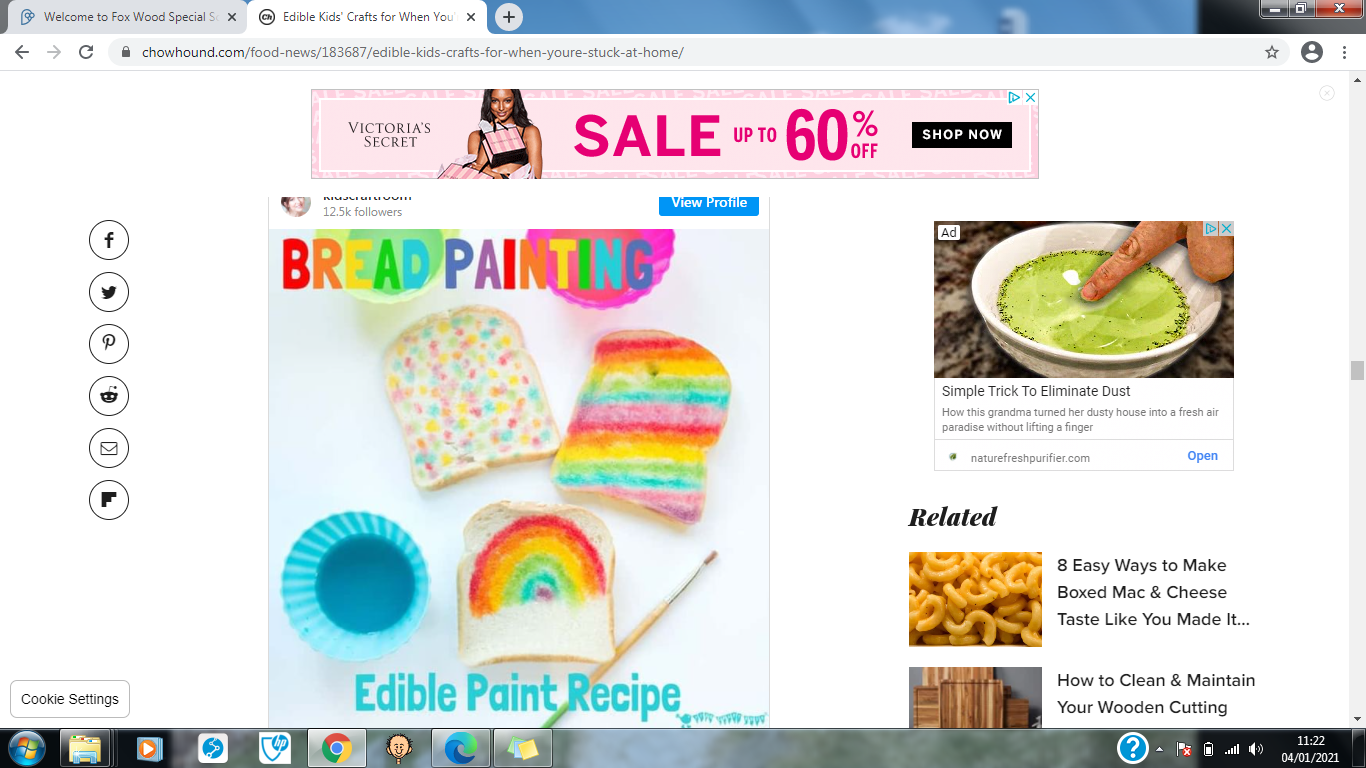 Welcome to Fox Wood Special Sc
Edible Kids' Crafts for When You'
chowhound.com/food-news/183687/edible-kids-crafts-for-when-youre-stuck-at-home/
VICTORIA'S
SECRET
SALE UP TO 60% OFF
SHOP NOW
kidscraftroom
12.5k followers
View Profile
BREAD PAINTING
Edible Paint Recipe
Ad
Simple Trick To Eliminate Dust
How this grandma turned her dusty house into a fresh air
paradise without lifting a finger
naturefreshpurifier.com
Open
Related
8 Easy Ways to Make
Boxed Mac & Cheese
Taste Like You Made It...
How to Clean & Maintain
Your Wooden Cutting
Cookie Settings
11:22
04/01/2021